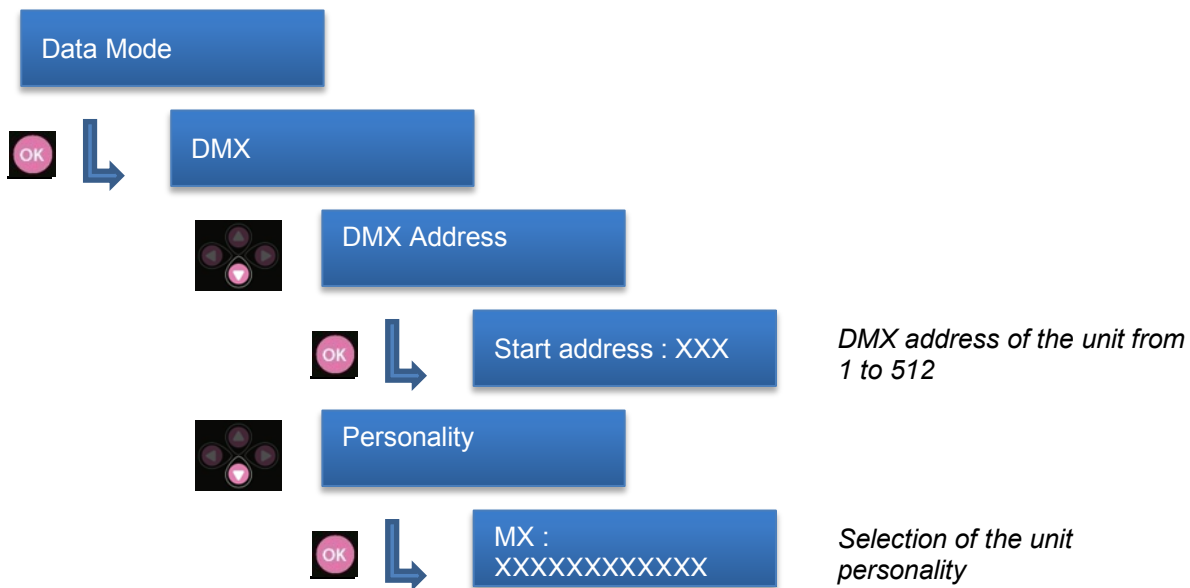 Data Mode
OK
DMX
DMX Address
OK
Start address : XXX
DMX address of the unit from
1 to 512
Personality
OK
MX :
XXXXXXXXXXXX
Selection of the unit
personality